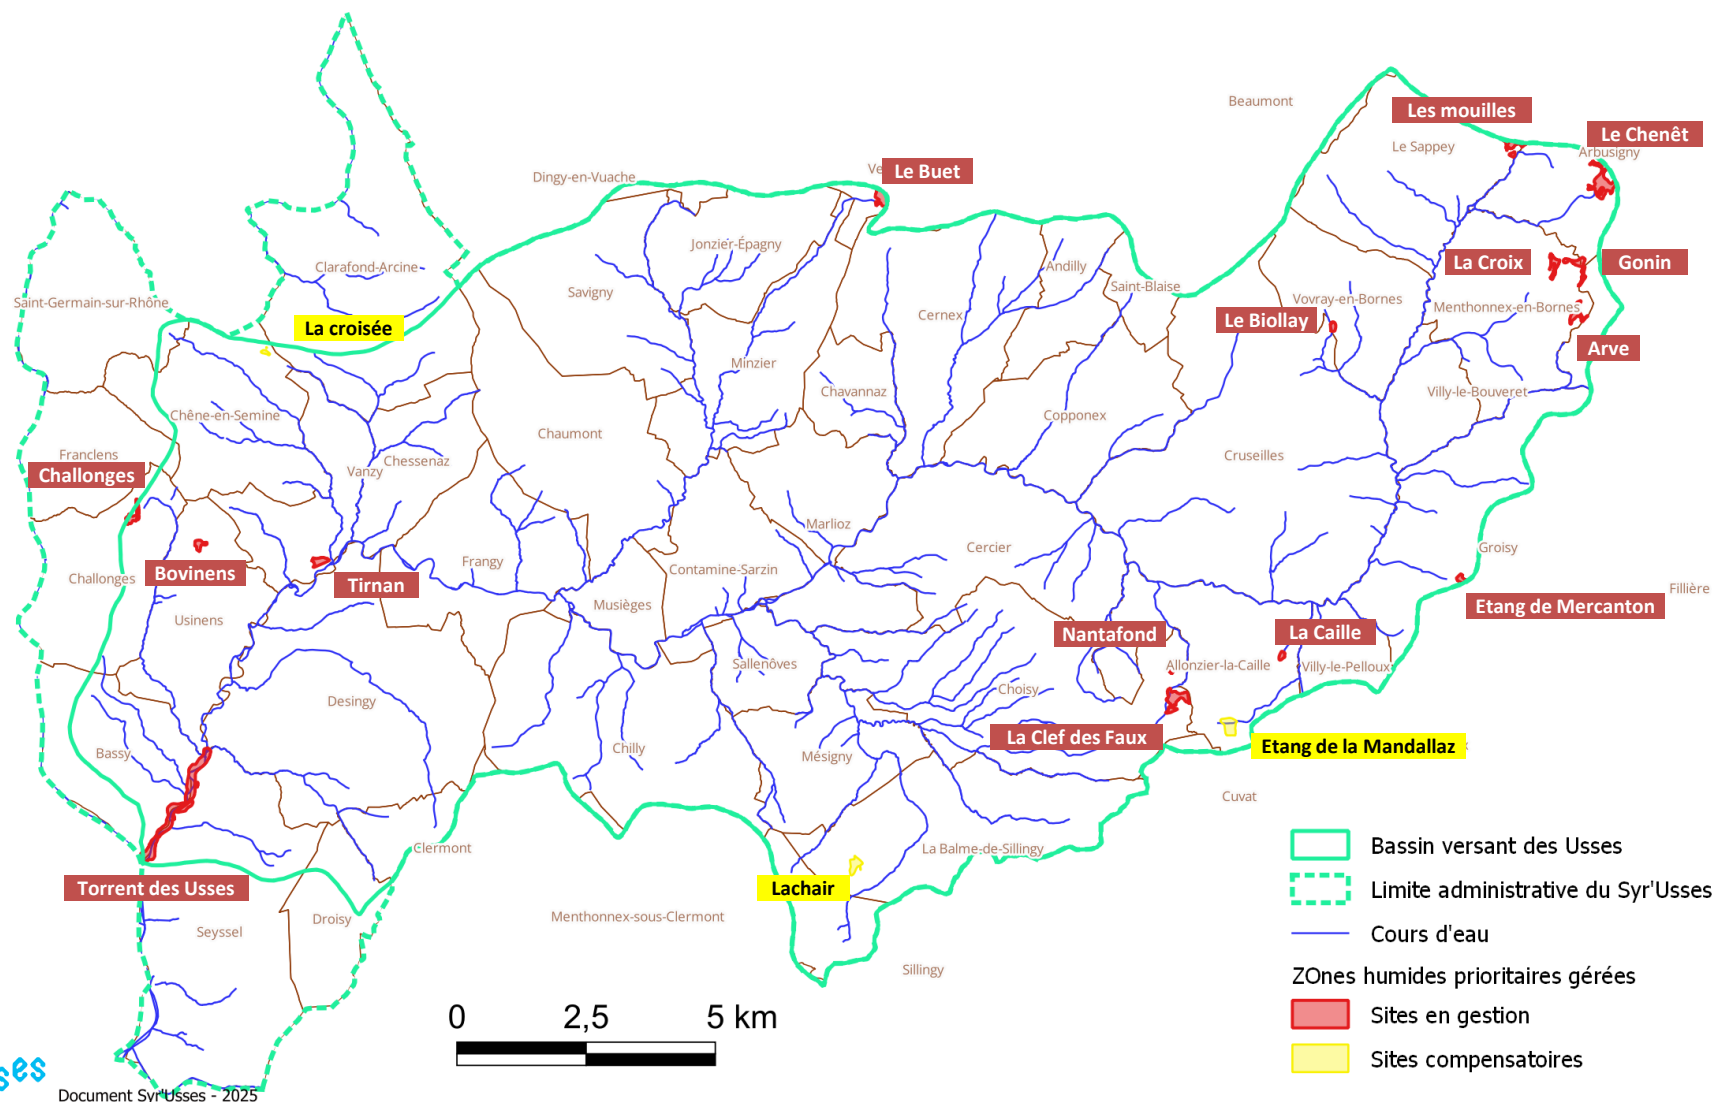 Beaumont
Les mouilles
Le Chenêt
Le Sappey
Arbusigny
Le Buet
Dingy-en-Vuache
Jonzier-Épagny
Clarafond-Arcine
Andilly
La Croix
Gonin
Saint-Blaise
Savigny
Saint-Germain-sur-Rhône
Vovray-en-Bornes
Menthonnex-en-Bornes
Cernex
Le Biollay
La croisée
Arve
Minzier
Chavannaz
Villy-le-Bouveret
Chêne-en-Semine
Copponex
Chaumont
Franclens
Cruseilles
Chessenaz
Vanzy
Challonges
Marlioz
Cercier
Groisy
Frangy
Contamine-Sarzin
Bovinens
Challonges
Tirnan
Fillière
Musièges
Etang de Mercanton
Usinens
Nantafond
La Caille
Sallenôves
Allonzier-la-Caille
Villy-le-Pelloux
Choisy
Desingy
La Clef des Faux
Etang de la Mandallaz
Chilly
Bassy
Mésigny
Cuvat
Clermont
La Balme-de-Sillingy
Bassin versant des Usses
Torrent des Usses
Lachair
Limite administrative du Syr'Usses
Menthonnex-sous-Clermont
Droisy
Seyssel
Cours d'eau
Sillingy
ZOnes humides prioritaires gérées
0 2,5 5 km
Sites en gestion
Sites compensatoires
Document Syr'Usses - 2025